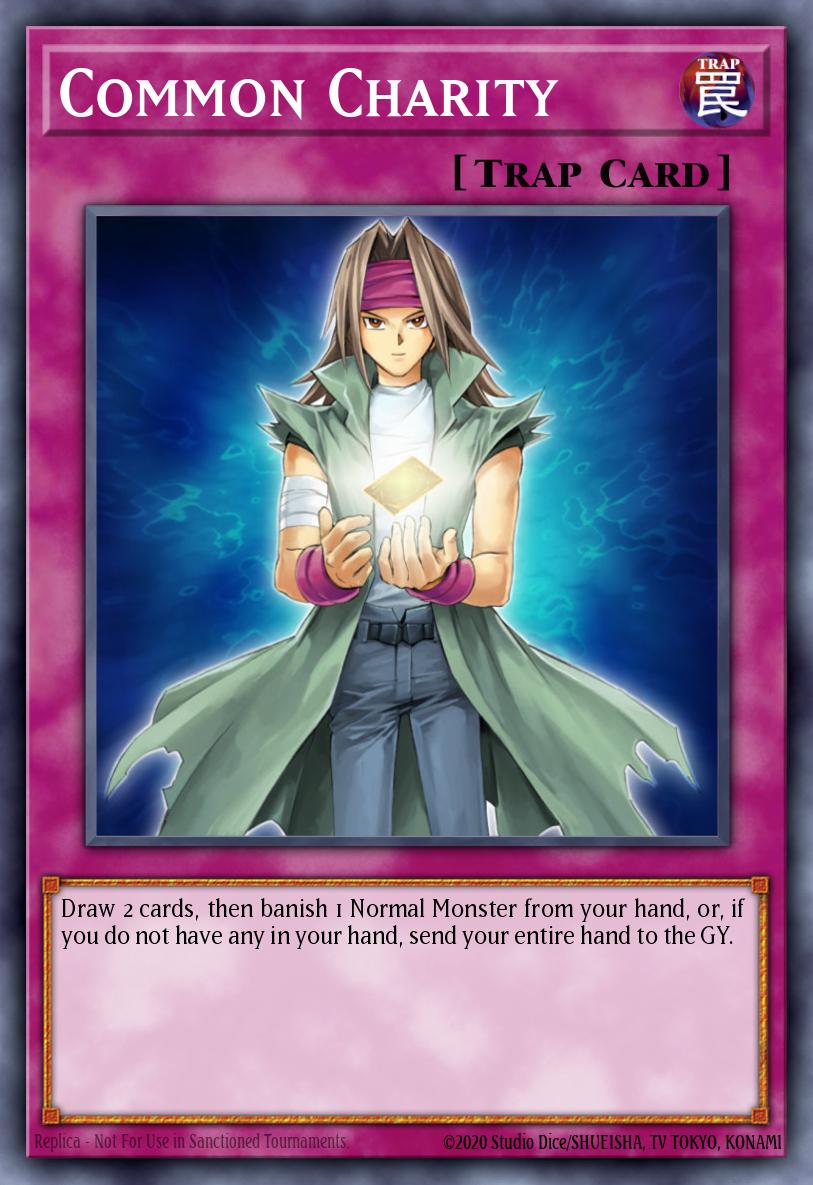 Common Charity
TRAP
罠
[Trap Card]
Draw 2 cards, then banish 1 Normal Monster from your hand, or, if
you do not have any in your hand, send your entire hand to the GY.
Replica - Not For Use in Sanctioned Tournaments.
©2020 Studio Dice/SHUEISHA, TV TOKYO, KONAMI